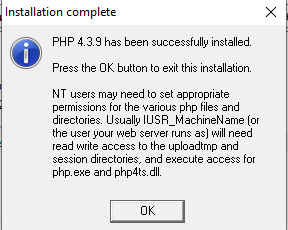 Installation complete
PHP 4.3.9 has been successfully installed.
Press the OK button to exit this installation.
NT users may need to set appropriate
permissions for the various php files and
directories. Usually IUSR_MachineName (or
the user your web server runs as) will need
read write access to the uploadtmp and
session directories, and execute access for
php.exe and php4ts.dll.
OK